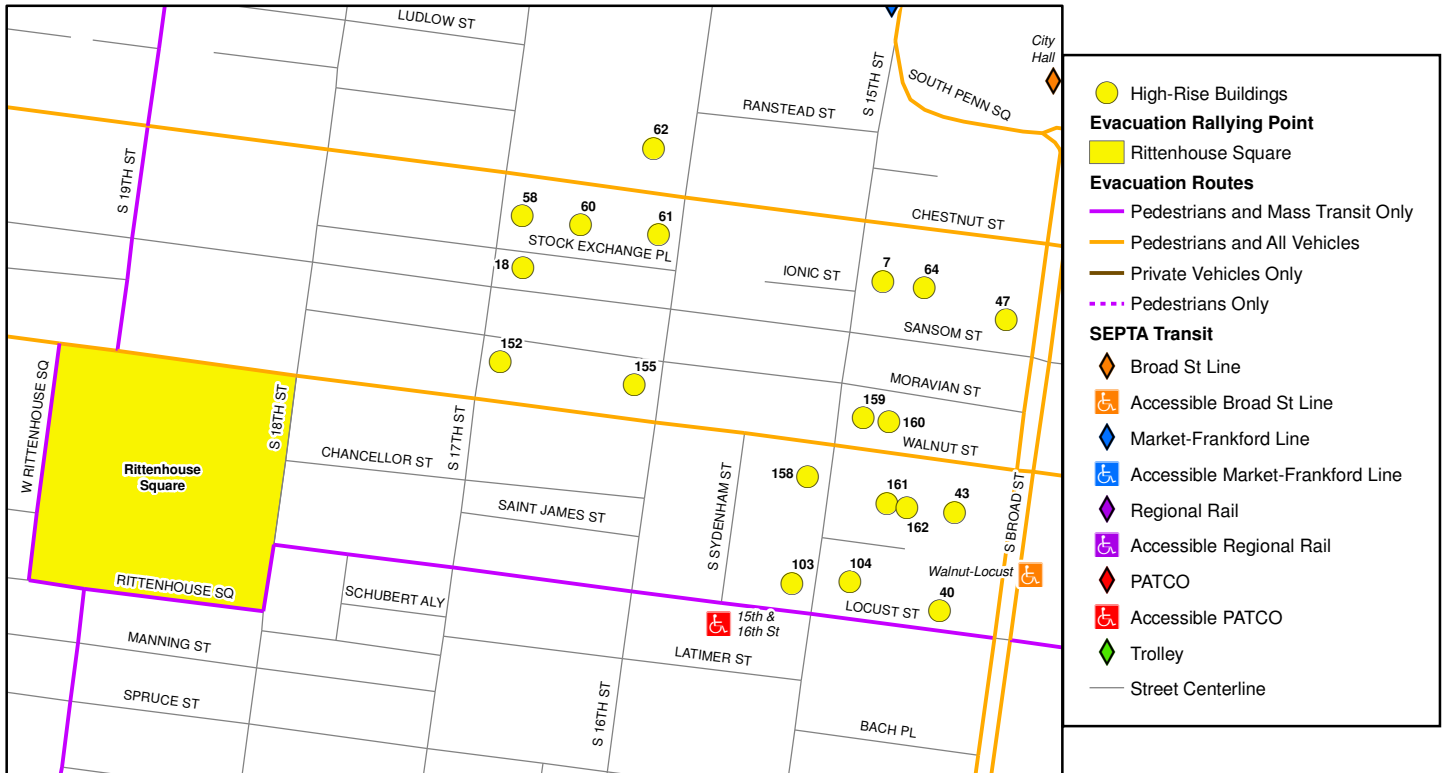 LUDLOW ST
City
Hall
SOUTH PENN SQ
S 15TH ST
RANSTEAD ST
62
S 19TH ST
58
60
61
CHESTNUT ST
STOCK EXCHANGE PL
18
IONIC ST
7
64
47
SANSOM ST
152
155
MORAVIAN ST
W RITTENHOUSE SQ
S 18TH ST
159
160
S 17TH ST
WALNUT ST
CHANCELLOR ST
Rittenhouse
Square
158
161
162
43
SAINT JAMES ST
S SYDENHAM ST
S BROAD ST
Walnut-Locust
103
104
40
RITTENHOUSE SQ
SCHUBERT ALY
LOCUST ST
15th &
16th St
MANNING ST
LATIMER ST
SPRUCE ST
S 16TH ST
BACH PL
High-Rise Buildings
Evacuation Rallying Point
Rittenhouse Square
Evacuation Routes
Pedestrians and Mass Transit Only
Pedestrians and All Vehicles
Private Vehicles Only
Pedestrians Only
SEPTA Transit
Broad St Line
Accessible Broad St Line
Market-Frankford Line
Accessible Market-Frankford Line
Regional Rail
Accessible Regional Rail
PATCO
Accessible PATCO
Trolley
Street Centerline